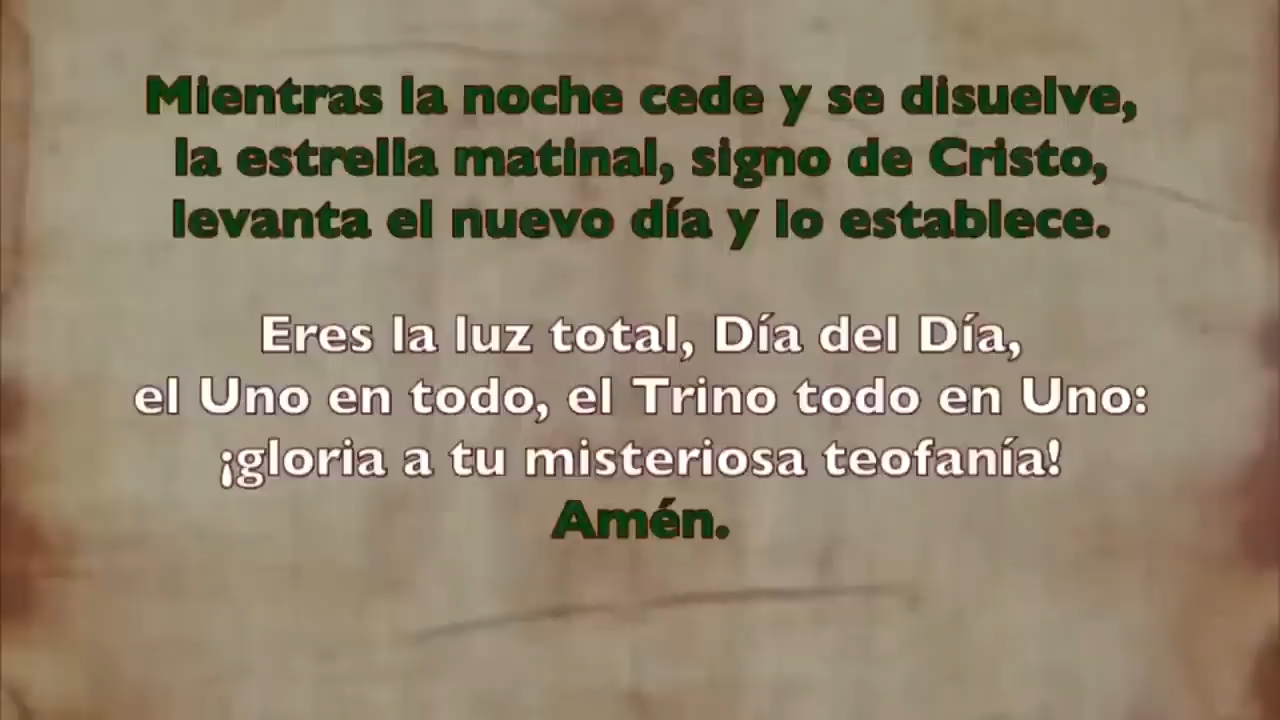 Mientras la noche cede y se disuelve,
la estrella matinal, signo de Cristo,
levanta el nuevo día y lo establece.
Eres la luz total, Día del Día,
el Uno en todo, el Trino todo en Uno:
¡gloria a tu misteriosa teofanía!
Amén.